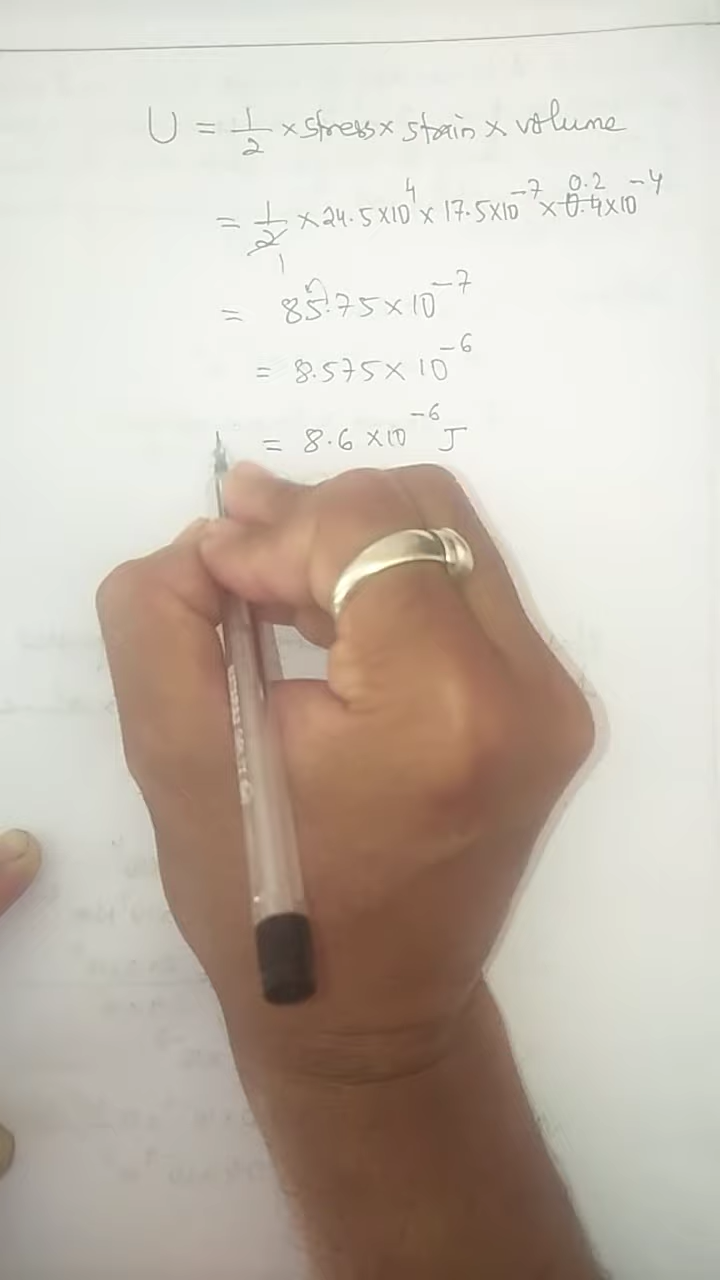 U = 1/2 × stress × strain × volume
= 1/2 1 × 24.5×10^4 × 17.5×10^-7 × 0.4 0.2 ×10^-4
= 85.75×10^-7
= 8.575×10^-6
= 8.6×10^-6 J